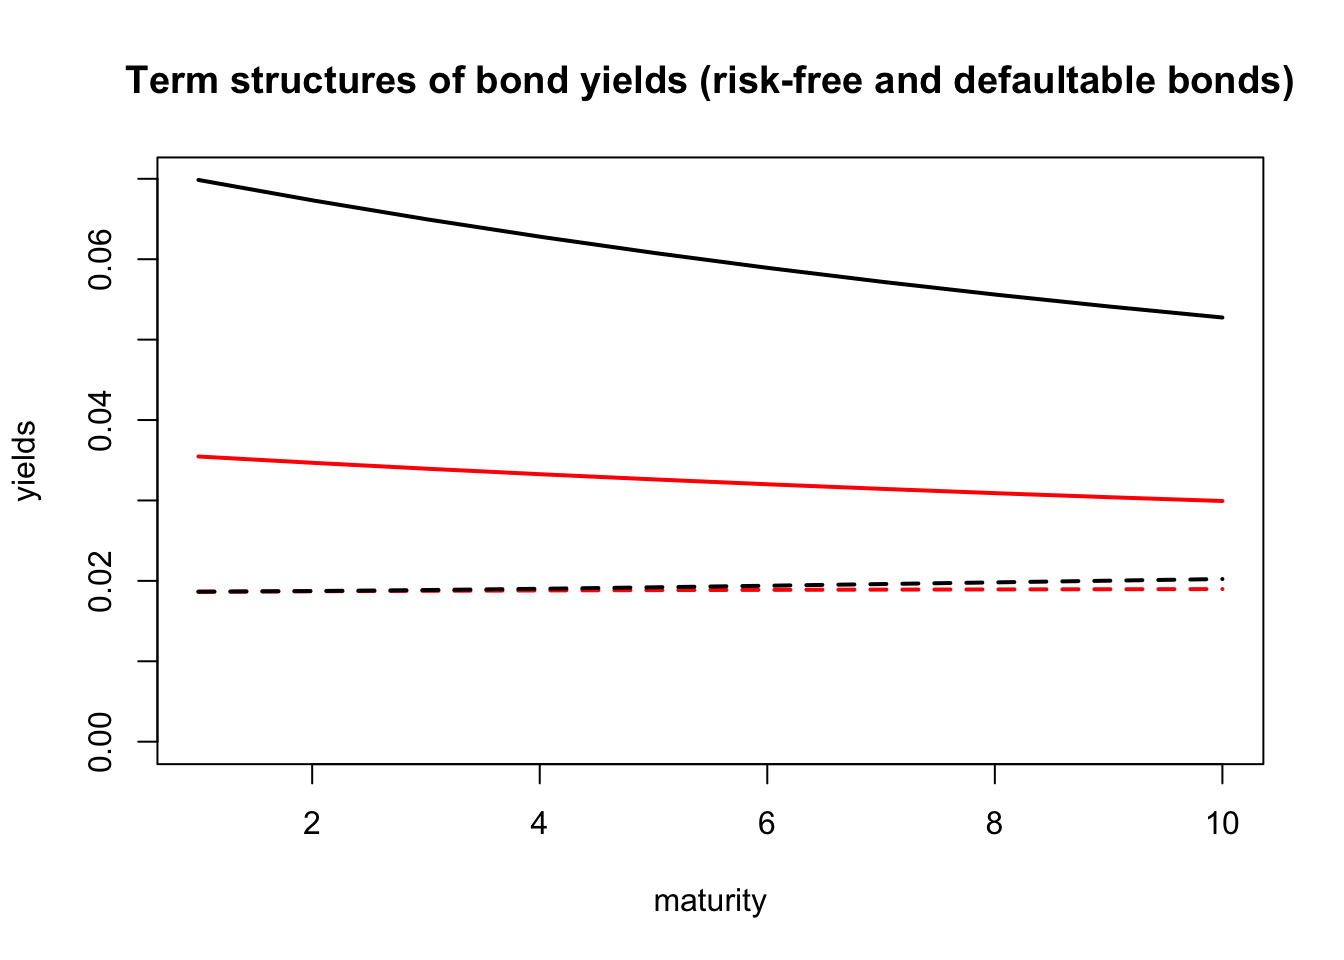 Term structures of bond yields (risk-free and defaultable bonds)
yields
0.06
0.04
0.02
0.00
2 4 6 8 10
maturity